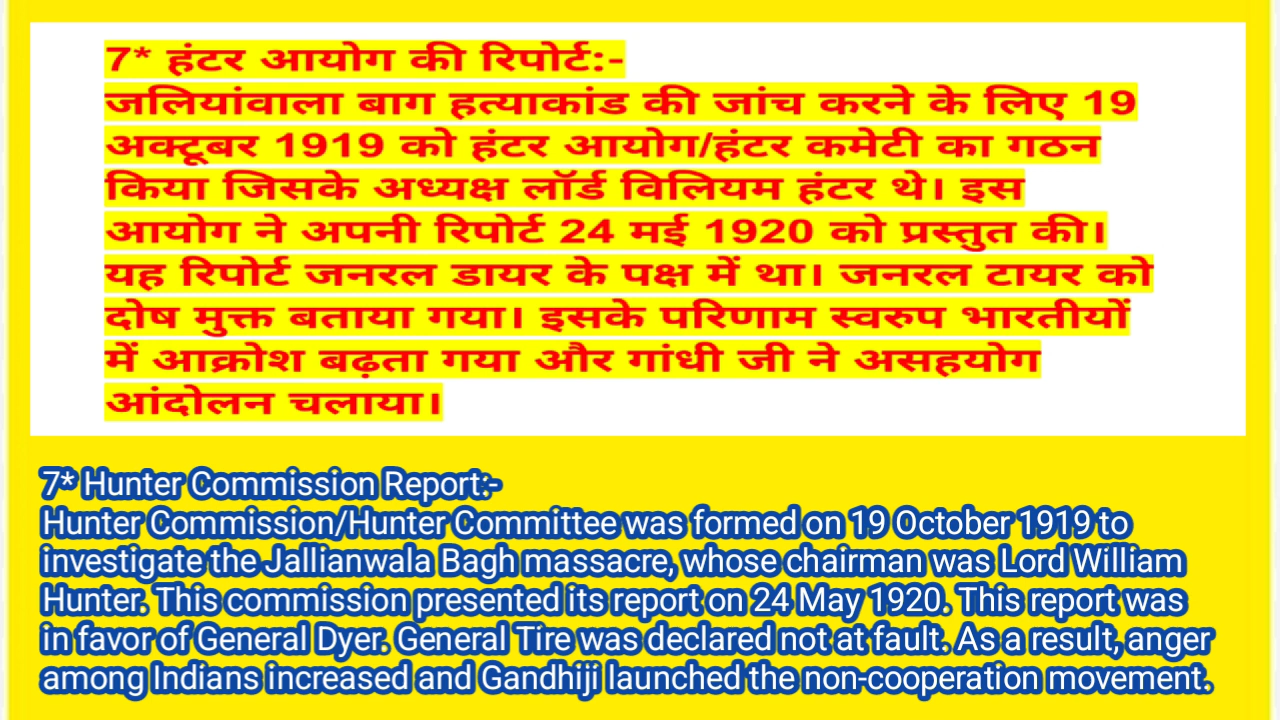 7* हंटर आयोग की रिपोर्ट:-
जलियांवाला बाग हत्याकांड की जांच करने के लिए 19
अक्टूबर 1919 को हंटर आयोग/हंटर कमेटी का गठन
किया जिसके अध्यक्ष लॉर्ड विलियम हंटर थे। इस
आयोग ने अपनी रिपोर्ट 24 मई 1920 को प्रस्तुत की।
यह रिपोर्ट जनरल डायर के पक्ष में था। जनरल टायर को
दोष मुक्त बताया गया। इसके परिणाम स्वरुप भारतीयों
में आक्रोश बढ़ता गया और गांधी जी ने असहयोग
आंदोलन चलाया।
7* Hunter Commission Report:-
Hunter Commission/Hunter Committee was formed on 19 October 1919 to
investigate the Jallianwala Bagh massacre, whose chairman was Lord William
Hunter. This commission presented its report on 24 May 1920. This report was
in favor of General Dyer. General Tire was declared not at fault. As a result, anger
among Indians increased and Gandhiji launched the non-cooperation movement.